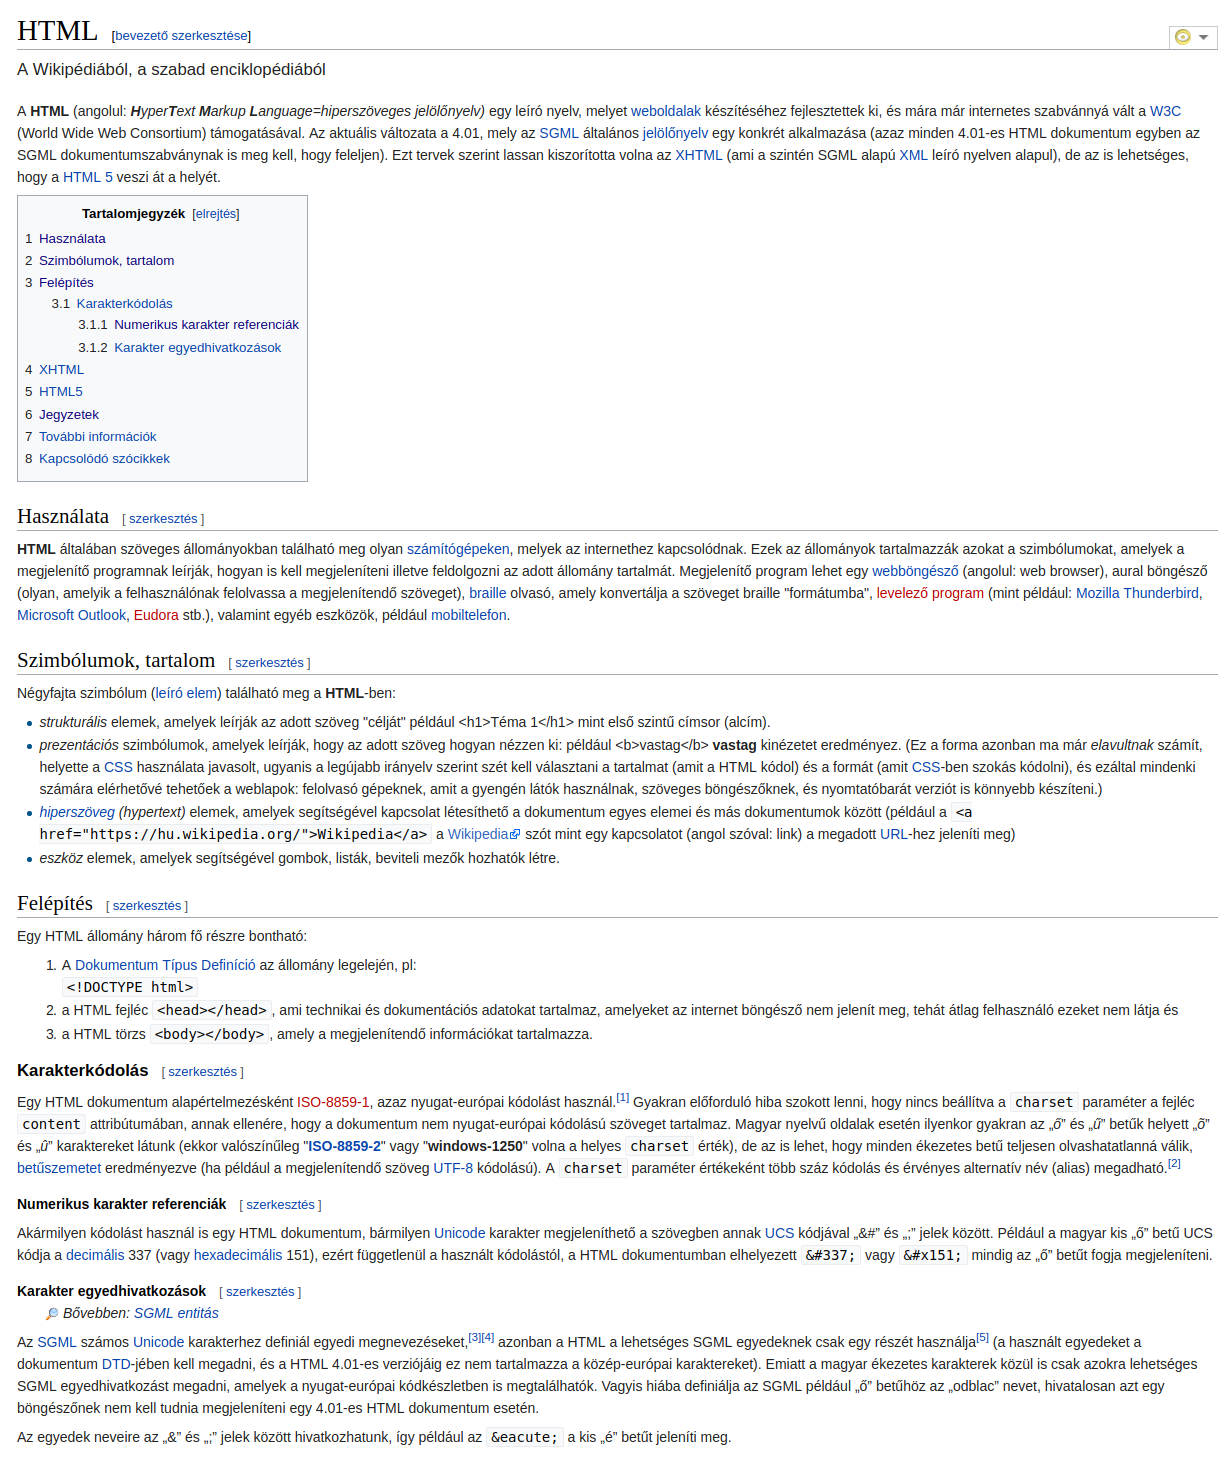 HTML [bevezető szerkesztése]
A Wikipédiából, a szabad enciklopédiából
A HTML (angolul: HyperText Markup Language=hiperszöveges jelölőnyelv) egy leíró nyelv, melyet weboldalak készítéséhez fejlesztettek ki, és mára már internetes szabvánnyá vált a W3C
(World Wide Web Consortium) támogatásával. Az aktuális változata a 4.01, mely az SGML általános jelölőnyelv egy konkrét alkalmazása (azaz minden 4.01-es HTML dokumentum egyben az
SGML dokumentumszabványnak is meg kell, hogy feleljen). Ezt tervek szerint lassan kiszorította volna az XHTML (ami a szintén SGML alapú XML leíró nyelven alapul), de az is lehetséges,
hogy a HTML 5 veszi át a helyét.
Tartalomjegyzék [elrejtés]
1 Használata
2 Szimbólumok, tartalom
3 Felépítés
3.1 Karakterkódolás
3.1.1 Numerikus karakter referenciák
3.1.2 Karakter egyedhivatkozások
4 XHTML
5 HTML5
6 Jegyzetek
7 További információk
8 Kapcsolódó szócikkek
Használata [ szerkesztés ]
HTML általában szöveges állományokban található meg olyan számítógépeken, melyek az internethez kapcsolódnak. Ezek az állományok tartalmazzák azokat a szimbólumokat, amelyek a
megjelenítő programnak leírják, hogyan is kell megjeleníteni illetve feldolgozni az adott állomány tartalmát. Megjelenítő program lehet egy webböngésző (angolul: web browser), aural böngésző
(olyan, amelyik a felhasználónak felolvassa a megjelenítendő szöveget), braille olvasó, amely konvertálja a szöveget braille "formátumba", levelező program (mint például: Mozilla Thunderbird,
Microsoft Outlook, Eudora stb.), valamint egyéb eszközök, például mobiltelefon.
Szimbólumok, tartalom [ szerkesztés ]
Négyfajta szimbólum (leíró elem) található meg a HTML-ben:
• strukturális elemek, amelyek leírják az adott szöveg "célját" például <h1>Téma 1</h1> mint első szintű címsor (alcím).
• prezentációs szimbólumok, amelyek leírják, hogy az adott szöveg hogyan nézzen ki: például <b>vastag</b> vastag kinézetet eredményez. (Ez a forma azonban ma már elavultnak számít,
helyette a CSS használata javasolt, ugyanis a legújabb irányelv szerint szét kell választani a tartalmat (amit a HTML kódol) és a formát (amit CSS-ben szokás kódolni), és ezáltal mindenki
számára elérhetővé tehetőek a weblapok: felolvasó gépeknek, amit a gyengén látók használnak, szöveges böngészőknek, és nyomtatóbarát verziót is könnyebb készíteni.)
• hiperszöveg (hypertext) elemek, amelyek segítségével kapcsolat létesíthető a dokumentum egyes elemei és más dokumentumok között (például a <a
href="https://hu.wikipedia.org/">Wikipedia</a> a Wikipedia szót mint egy kapcsolatot (angol szóval: link) a megadott URL-hez jeleníti meg)
• eszköz elemek, amelyek segítségével gombok, listák, beviteli mezők hozhatók létre.
Felépítés [ szerkesztés ]
Egy HTML állomány három fő részre bontható:
1. A Dokumentum Típus Definíció az állomány legelején, pl:
<!DOCTYPE html>
2. a HTML fejléc <head></head>, ami technikai és dokumentációs adatokat tartalmaz, amelyeket az internet böngésző nem jelenít meg, tehát átlag felhasználó ezeket nem látja és
3. a HTML törzs <body></body>, amely a megjelenítendő információkat tartalmazza.
Karakterkódolás [ szerkesztés ]
Egy HTML dokumentum alapértelmezésként ISO-8859-1, azaz nyugat-európai kódolást használ.[1] Gyakran előforduló hiba szokott lenni, hogy nincs beállítva a charset paraméter a fejléc
content attribútumában, annak ellenére, hogy a dokumentum nem nyugat-európai kódolású szöveget tartalmaz. Magyar nyelvű oldalak esetén ilyenkor gyakran az „ő” és „ű” betűk helyett „õ”
és „û” karaktereket látunk (ekkor valószínűleg "ISO-8859-2" vagy "windows-1250" volna a helyes charset érték), de az is lehet, hogy minden ékezetes betű teljesen olvashatatlanná válik,
betűszemetet eredményezve (ha például a megjelenítendő szöveg UTF-8 kódolású). A charset paraméter értékeként több száz kódolás és érvényes alternatív név (alias) megadható.[2]
Numerikus karakter referenciák [ szerkesztés ]
Akármilyen kódolást használ is egy HTML dokumentum, bármilyen Unicode karakter megjeleníthető a szövegben annak UCS kódjával „&#” és „;” jelek között. Például a magyar kis „ő” betű UCS
kódja a decimális 337 (vagy hexadecimális 151), ezért függetlenül a használt kódolástól, a HTML dokumentumban elhelyezett &#337; vagy &#x151; mindig az „ő” betűt fogja megjeleníteni.
Karakter egyedhivatkozások [ szerkesztés ]
Bővebben: SGML entitás
Az SGML számos Unicode karakterhez definiál egyedi megnevezéseket,[3][4] azonban a HTML a lehetséges SGML egyedeknek csak egy részét használja[5] (a használt egyedeket a
dokumentum DTD-jében kell megadni, és a HTML 4.01-es verziójáig ez nem tartalmazza a közép-európai karaktereket). Emiatt a magyar ékezetes karakterek közül is csak azokra lehetséges
SGML egyedhivatkozást megadni, amelyek a nyugat-európai kódkészletben is megtalálhatók. Vagyis hiába definiálja az SGML például „ő” betűhöz az „odblac” nevet, hivatalosan azt egy
böngészőnek nem kell tudnia megjeleníteni egy 4.01-es HTML dokumentum esetén.
Az egyedek neveire az „&” és „;” jelek között hivatkozhatunk, így például az &eacute; a kis „é” betűt jeleníti meg.